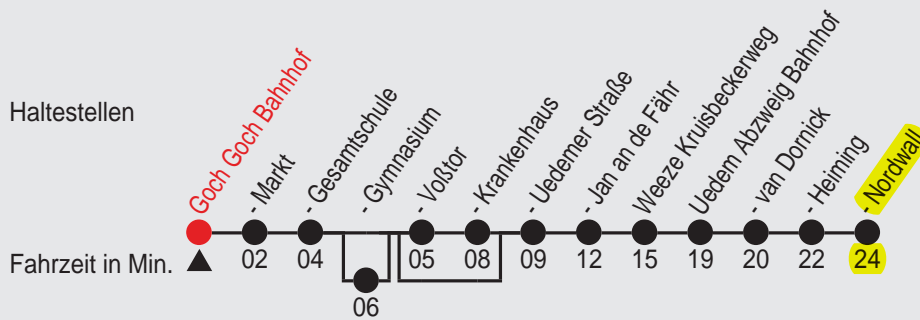 Haltestellen
Goch Goch Bahnhof
- Markt
- Gesamtschule
- Gymnasium
- Voßtor
- Krankenhaus
- Uedemer Straße
- Jan an de Fähr
Weeze Kruisbeckerweg
Uedem Abzweig Bahnhof
- van Dornick
- Heiming
- Nordwall
Fahrzeit in Min.
02
04
06
05
08
09
12
15
19
20
22
24